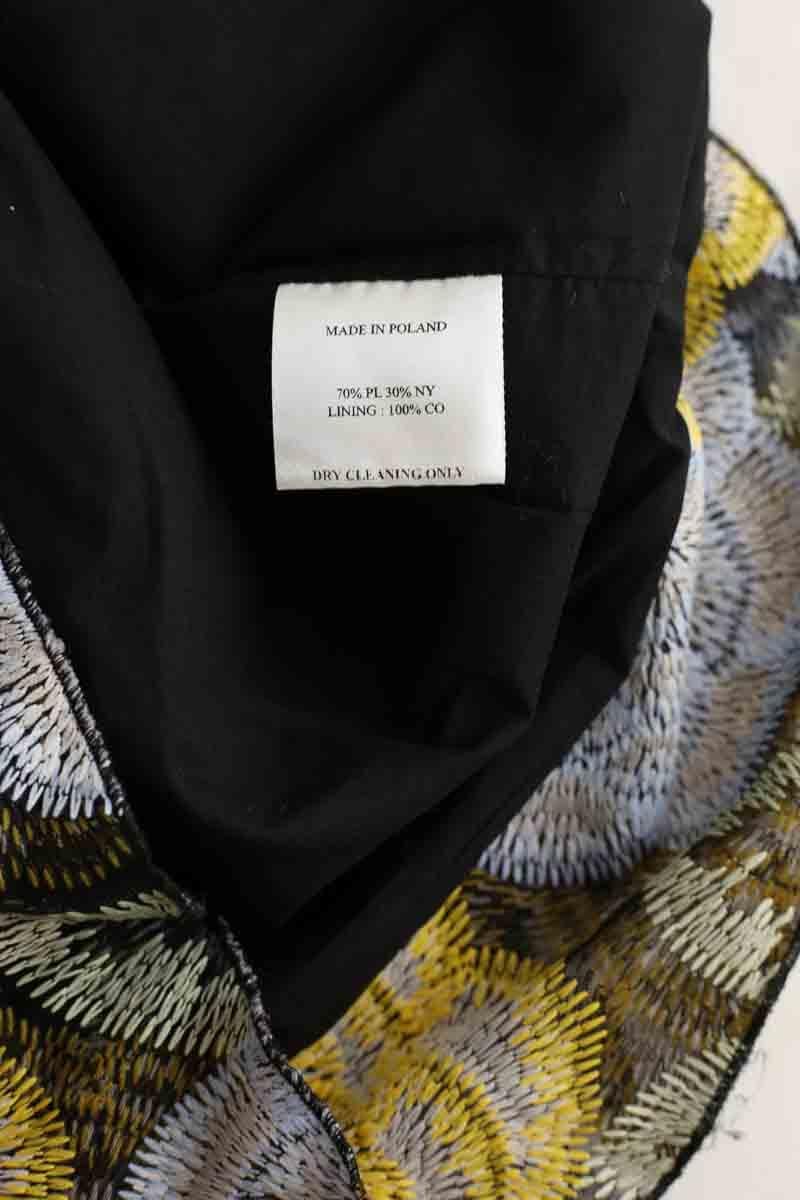 MADE IN POLAND
70% PL 30% NY
LINING : 100% CO
DRY CLEANING ONLY